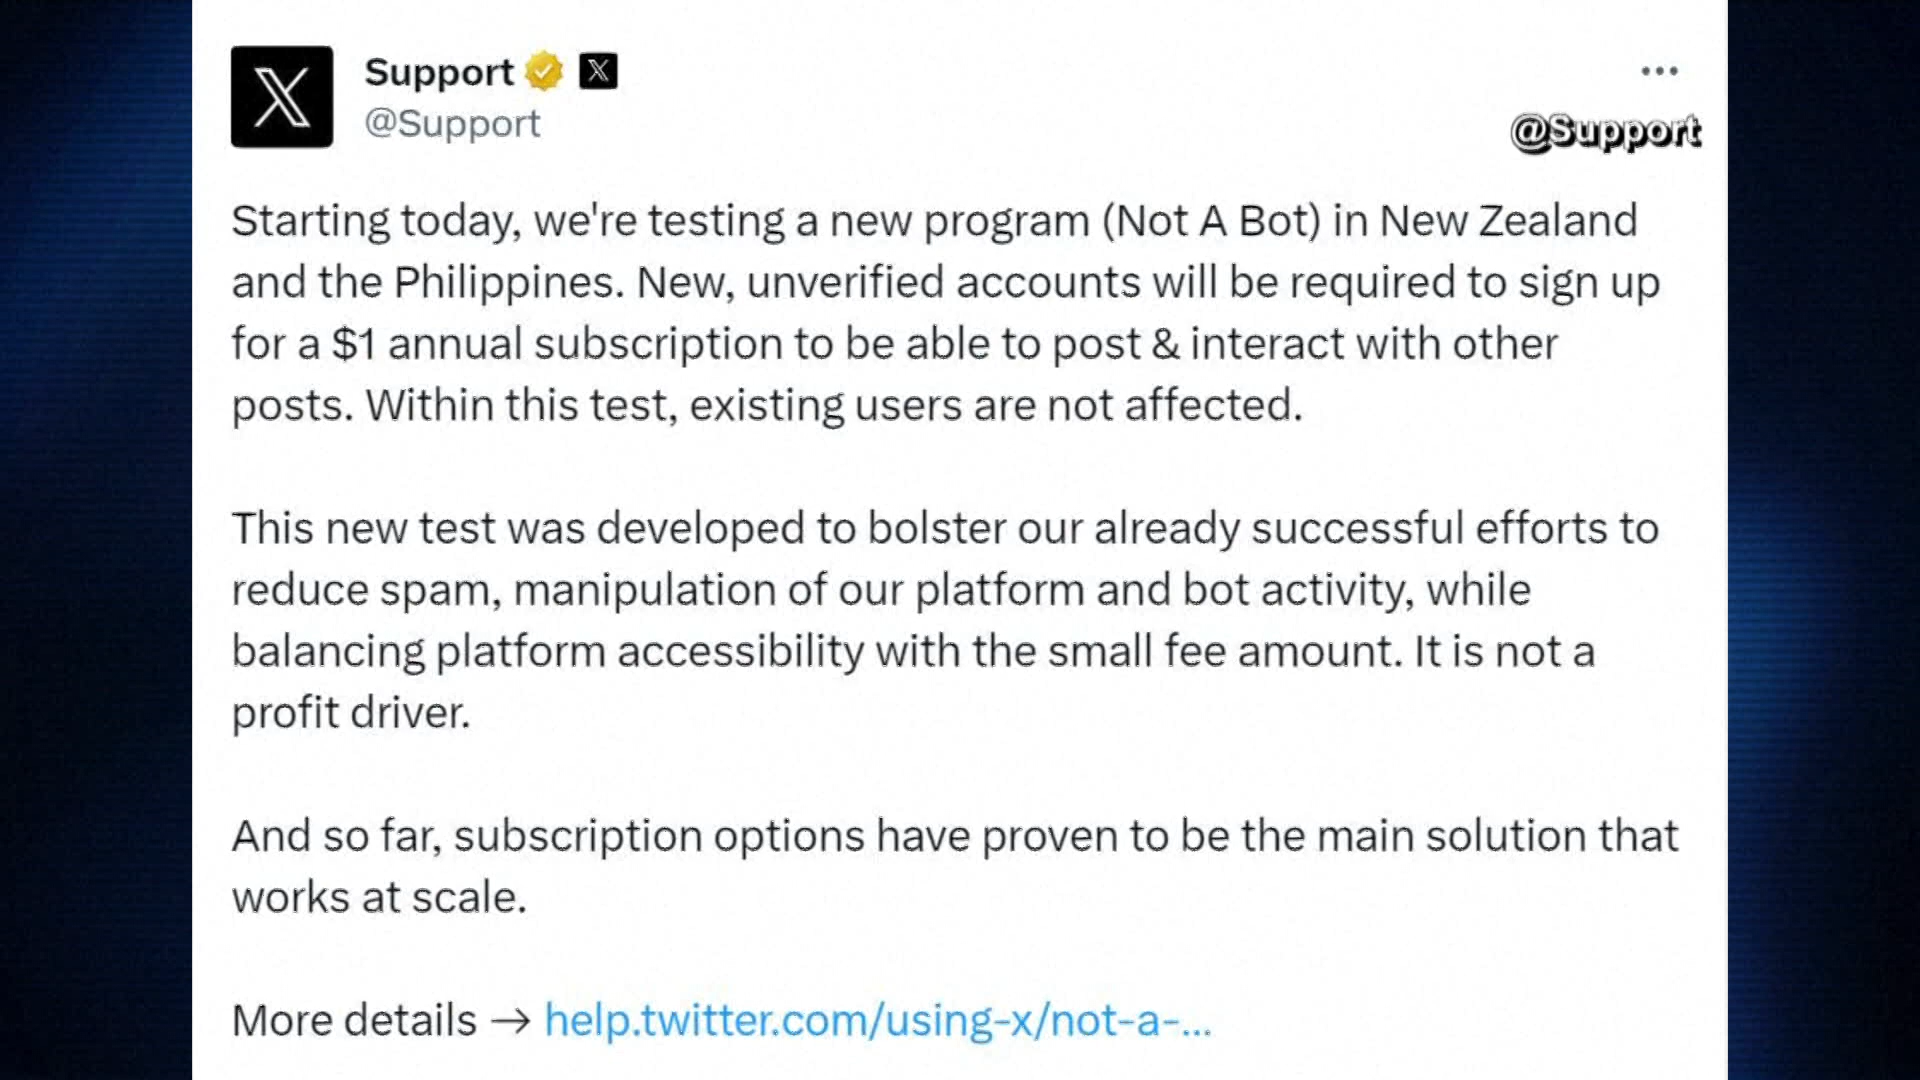 Support
@Support
@Support
Starting today, we're testing a new program (Not A Bot) in New Zealand
and the Philippines. New, unverified accounts will be required to sign up
for a $1 annual subscription to be able to post & interact with other
posts. Within this test, existing users are not affected.
This new test was developed to bolster our already successful efforts to
reduce spam, manipulation of our platform and bot activity, while
balancing platform accessibility with the small fee amount. It is not a
profit driver.
And so far, subscription options have proven to be the main solution that
works at scale.
More details → help.twitter.com/using-x/not-a-...